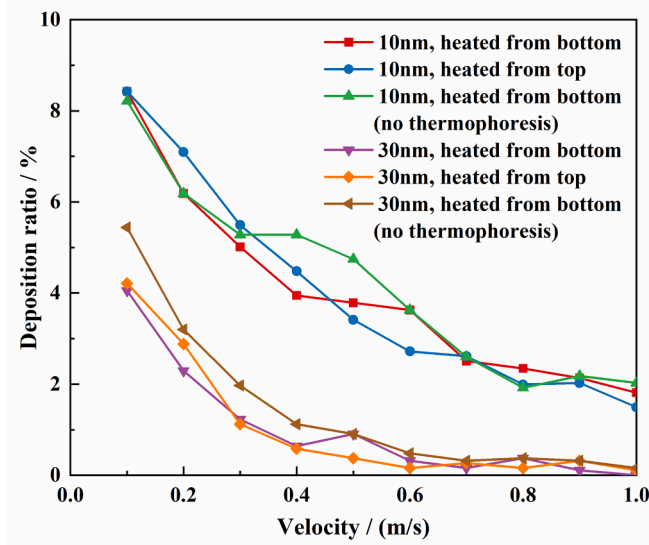 10
8
6
4
2
0
Deposition ratio / %
10nm, heated from bottom
10nm, heated from top
10nm, heated from bottom
(no thermophoresis)
30nm, heated from bottom
30nm, heated from top
30nm, heated from bottom
(no thermophoresis)
0.0 0.2 0.4 0.6 0.8 1.0
Velocity / (m/s)